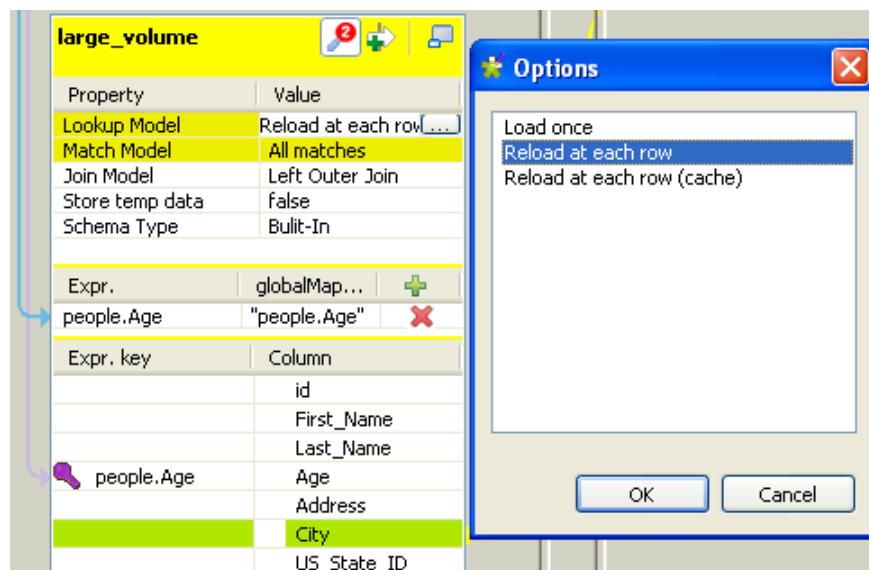 large_volume
2
Property Value
Lookup Model Reload at each row ...
Match Model All matches
Join Model Left Outer Join
Store temp data false
Schema Type Bulit-In
Expr. globalMap...
people.Age "people.Age"
Expr. key Column
id
First_Name
Last_Name
people.Age Age
Address
City
US_State_ID
Options
Load once
Reload at each row
Reload at each row (cache)
OK Cancel